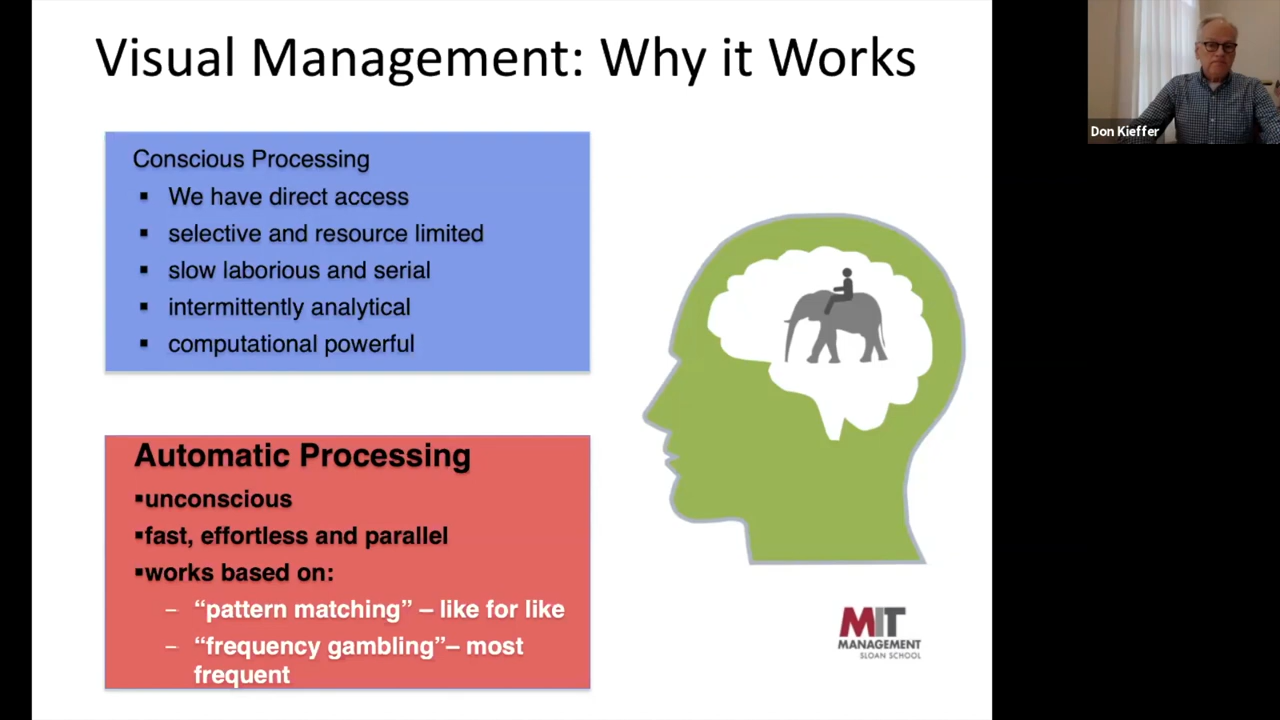 Visual Management: Why it Works
Conscious Processing
▪ We have direct access
▪ selective and resource limited
▪ slow laborious and serial
▪ intermittently analytical
▪ computational powerful
Automatic Processing
▪unconscious
▪fast, effortless and parallel
▪works based on:
– “pattern matching” – like for like
– “frequency gambling”– most
frequent
MIT
MANAGEMENT
SLOAN SCHOOL
Don Kieffer